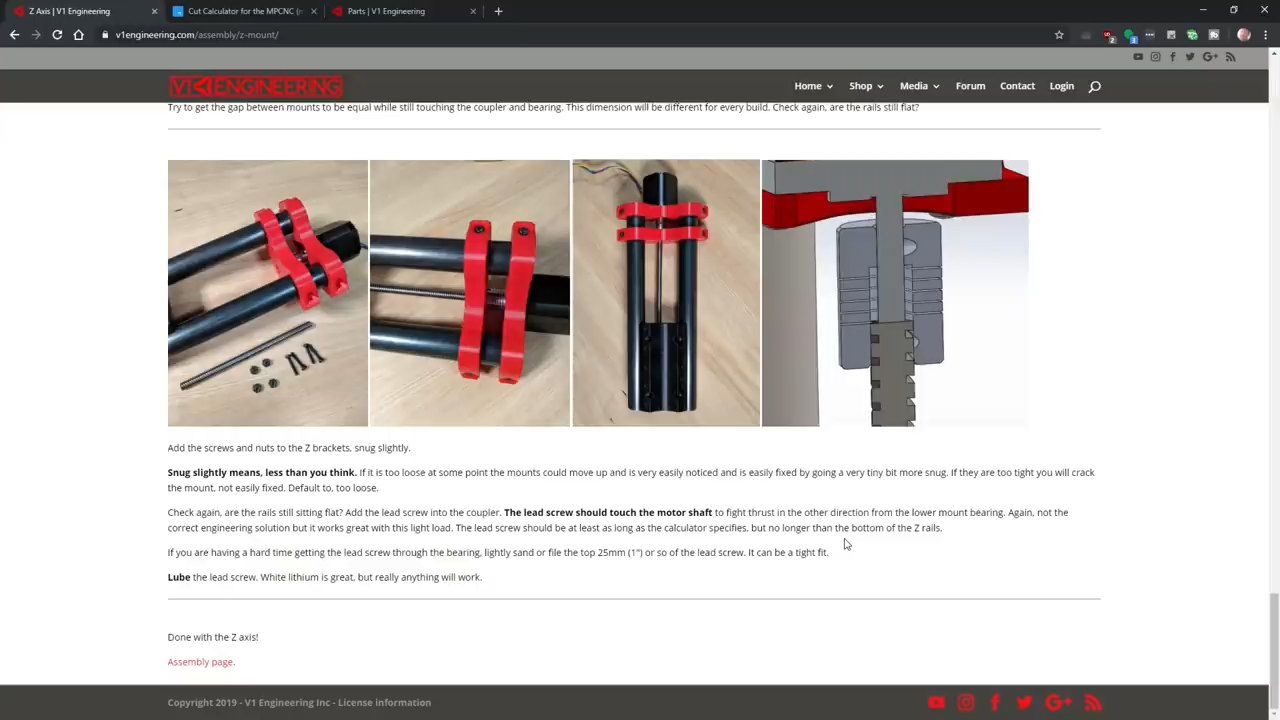 Z Axis | V1 Engineering
Cut Calculator for the MPCNC (m
Parts | V1 Engineering
v1engineering.com/assembly/z-mount/
V1 ENGINEERING
Home
Shop
Media
Forum
Contact
Login
Try to get the gap between mounts to be equal while still touching the coupler and bearing. This dimension will be different for every build. Check again, are the rails still flat?
Add the screws and nuts to the Z brackets, snug slightly.
Snug slightly means, less than you think. If it is too loose at some point the mounts could move up and is very easily noticed and is easily fixed by going a very tiny bit more snug. If they are too tight you will crack
the mount, not easily fixed. Default to, too loose.
Check again, are the rails still sitting flat? Add the lead screw into the coupler. The lead screw should touch the motor shaft to fight thrust in the other direction from the lower mount bearing. Again, not the
correct engineering solution but it works great with this light load. The lead screw should be at least as long as the calculator specifies, but no longer than the bottom of the Z rails.
If you are having a hard time getting the lead screw through the bearing, lightly sand or file the top 25mm (1") or so of the lead screw. It can be a tight fit.
Lube the lead screw. White lithium is great, but really anything will work.
Done with the Z axis!
Assembly page.
Copyright 2019 - V1 Engineering Inc - License information